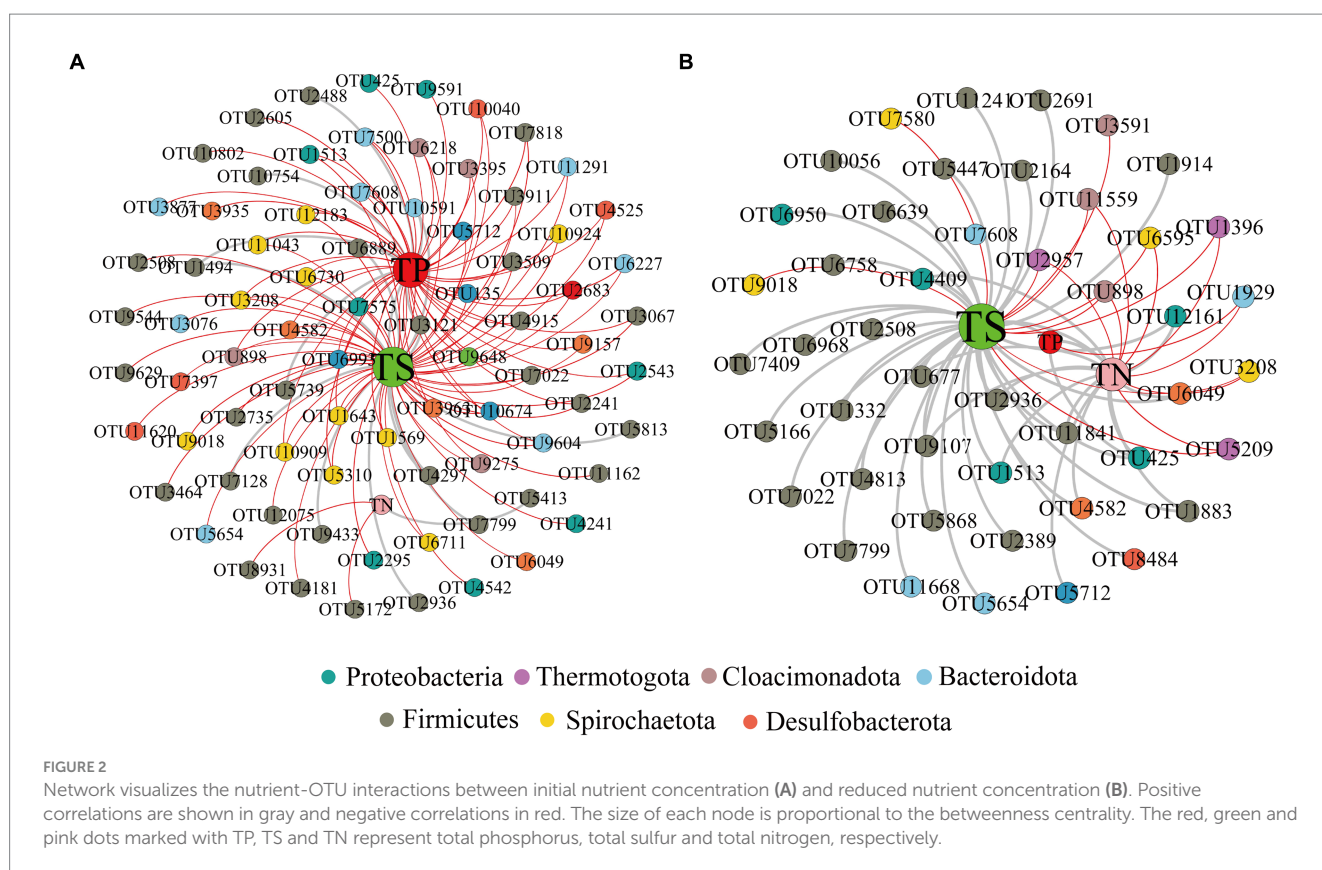 A
B
OTU425
OTU9591
OTU2488
OTU10040
OTU2605
OTU7818
OTU7500
OTU6218
OTU10802
OTU1513
OTU3395
OTU11291
OTU10754
OTU7608
OTU3911
OTU3877
OTU3935
OTU12183
OTU10591
OTU4525
OTU5712
OTU10924
OTU11043
OTU6889
OTU2508
OTU1494
OTU6730
TP
OTU3509
OTU6227
OTU3208
OTU135
OTU2683
OTU7575
OTU9544
OTU3076
OTU4582
OTU3121
OTU4915
OTU3067
OTU898
OTU6993
TS
OTU9648
OTU9157
OTU9629
OTU7397
OTU5739
OTU7022
OTU2543
OTU2735
OTU1643
OTU3963
OTU10674
OTU2241
OTU11620
OTU9018
OTU1569
OTU9604
OTU5813
OTU10909
OTU9275
OTU3464
OTU7128
OTU5310
OTU4297
OTU11162
OTU5413
TN
OTU12075
OTU5654
OTU9433
OTU7799
OTU4241
OTU6711
OTU8931
OTU2295
OTU6049
OTU4181
OTU4542
OTU5172
OTU2936
OTU11241
OTU2691
OTU7580
OTU3591
OTU10056
OTU5447
OTU2164
OTU1914
OTU11559
OTU6950
OTU6639
OTU7608
OTU6595
OTU1396
OTU2957
OTU9018
OTU6758
OTU4409
OTU898
OTU1929
OTU12161
TS
OTU2508
TP
OTU7409
OTU6968
TN
OTU3208
OTU677
OTU6049
OTU1332
OTU2936
OTU5166
OTU9107
OTU11841
OTU425
OTU5209
OTU7022
OTU4813
OTU1513
OTU5868
OTU4582
OTU1883
OTU7799
OTU2389
OTU8484
OTU11668
OTU5654
OTU5712
Proteobacteria Thermotogota Cloacimonadota Bacteroidota
Firmicutes Spirochaetota Desulfobacterota
FIGURE 2
Network visualizes the nutrient-OTU interactions between initial nutrient concentration (A) and reduced nutrient concentration (B). Positive
correlations are shown in gray and negative correlations in red. The size of each node is proportional to the betweenness centrality. The red, green and
pink dots marked with TP, TS and TN represent total phosphorus, total sulfur and total nitrogen, respectively.